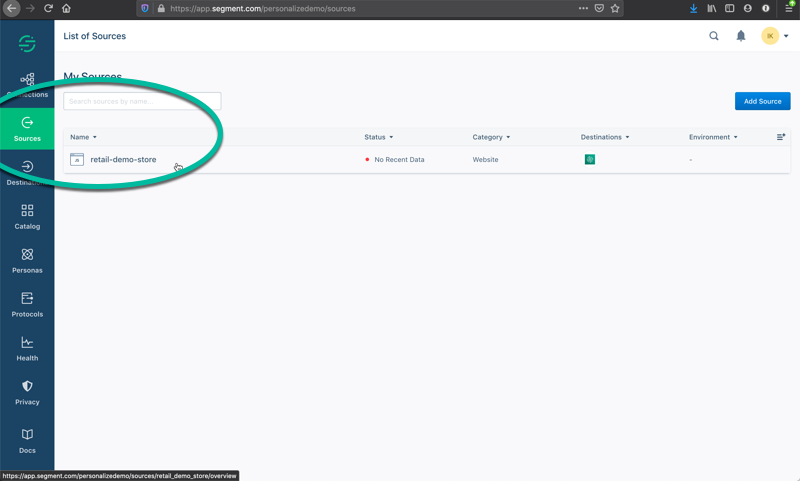 https://app.segment.com/personalizedemo/sources
List of Sources
IK
My Sources
Search sources by name...
Add Source
Name
Status
Category
Destinations
Environment
retail-demo-store
No Recent Data
Website
-
Sources
Catalog
Personas
Protocols
Health
Privacy
Docs
https://app.segment.com/personalizedemo/sources/retail_demo_store/overview